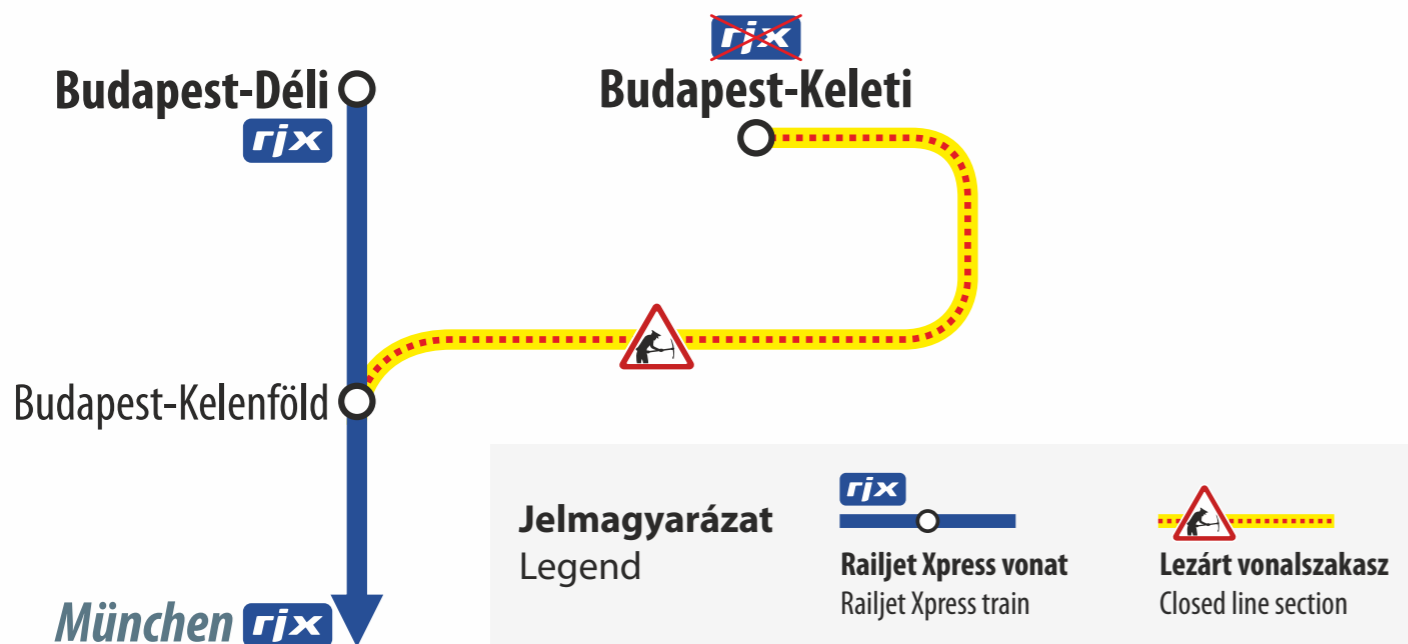 rjx
Budapest-Déli
Budapest-Keleti
rjx
Budapest-Kelenföld
Jelmagyarázat
Legend
rjx
Railjet Xpress vonat
Railjet Xpress train
Lezárt vonalszakasz
Closed line section
München rjx